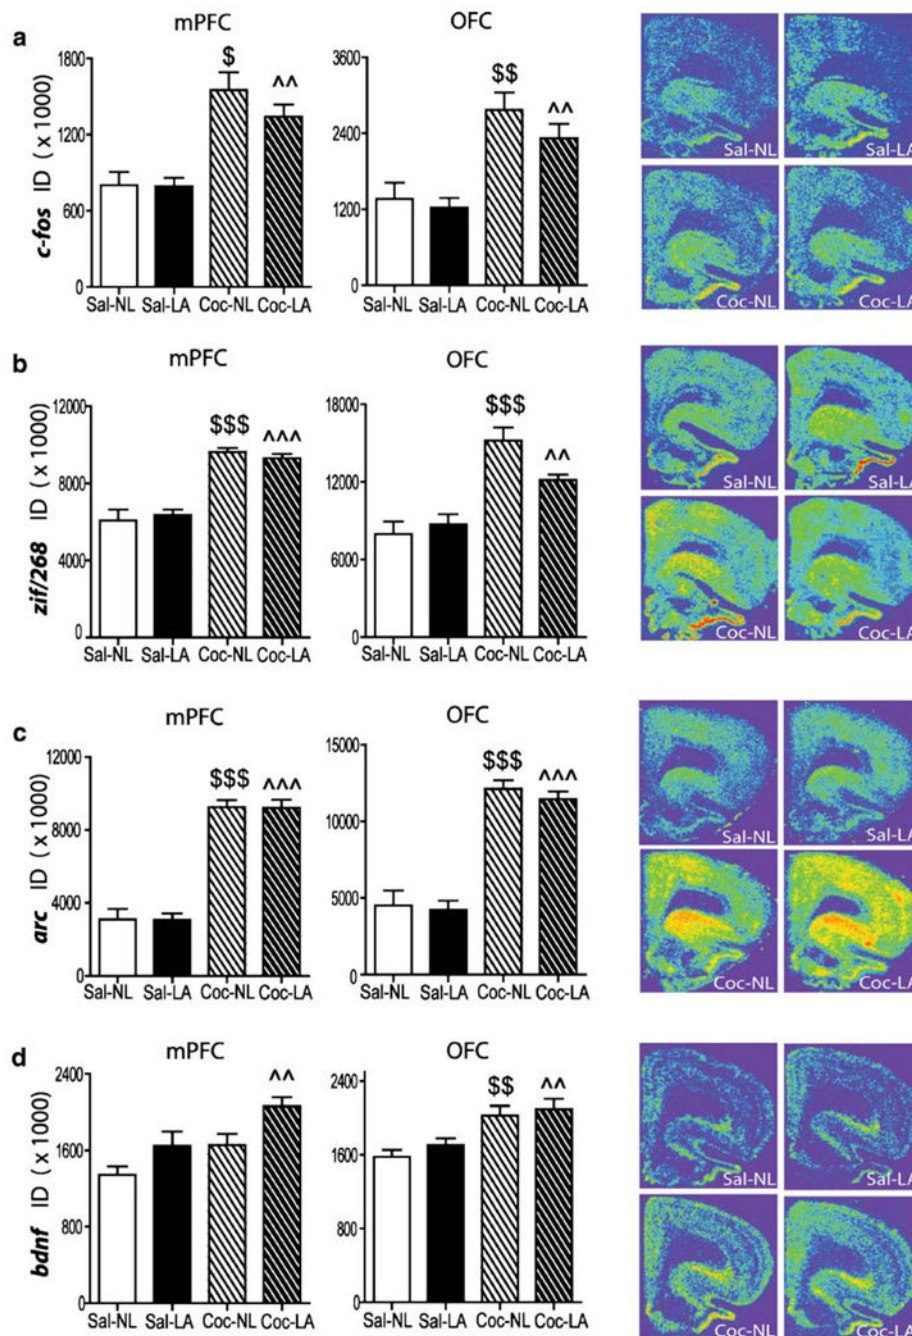 a
mPFC
OFC
c-fos ID ( x 1000)
1800
1200
600
0
$
^^
Sal-NL Sal-LA Coc-NL Coc-LA
3600
2400
1200
0
$$
^^
Sal-NL Sal-LA Coc-NL Coc-LA
Sal-NL
Sal-LA
Coc-NL
Coc-LA
b
mPFC
OFC
zif/268 ID ( x 1000)
12000
8000
4000
0
$$$
^^^
Sal-NL Sal-LA Coc-NL Coc-LA
18000
12000
6000
0
$$$
^^
Sal-NL Sal-LA Coc-NL Coc-LA
Sal-NL
Sal-LA
Coc-NL
Coc-LA
c
mPFC
OFC
arc ID ( x 1000)
12000
9000
6000
3000
0
$$$
^^^
Sal-NL Sal-LA Coc-NL Coc-LA
15000
10000
5000
0
$$$
^^^
Sal-NL Sal-LA Coc-NL Coc-LA
Sal-NL
Sal-LA
Coc-NL
Coc-LA
d
mPFC
OFC
bdnf ID ( x 1000)
2400
1600
800
0
^^
Sal-NL Sal-LA Coc-NL Coc-LA
2400
1600
800
0
$$
^^
Sal-NL Sal-LA Coc-NL Coc-LA
Sal-NL
Sal-LA
Coc-NL
Coc-LA